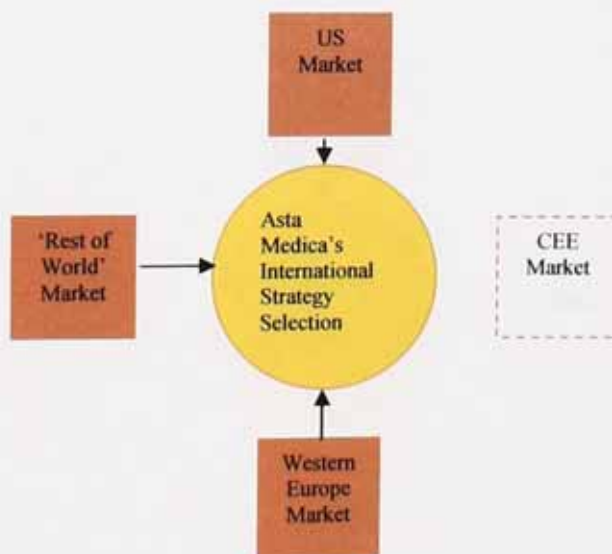 US
Market
'Rest of
World'
Market
Asta
Medica's
International
Strategy
Selection
CEE
Market
Western
Europe
Market